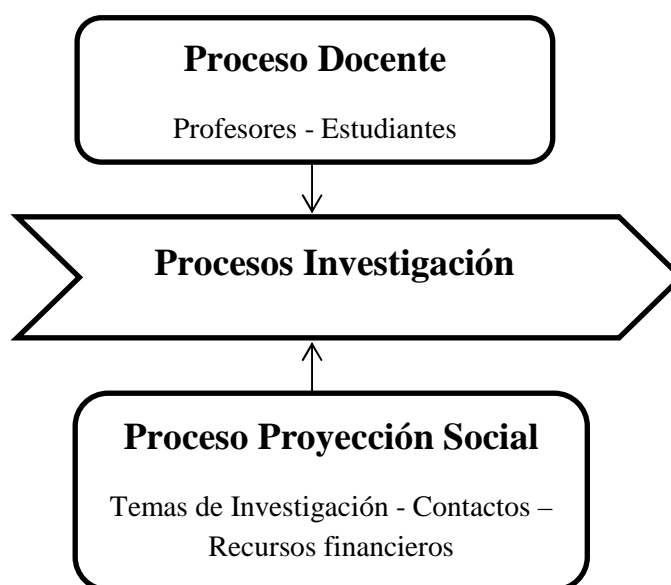 Proceso Docente
Profesores - Estudiantes
Procesos Investigación
Proceso Proyección Social
Temas de Investigación - Contactos –
Recursos financieros